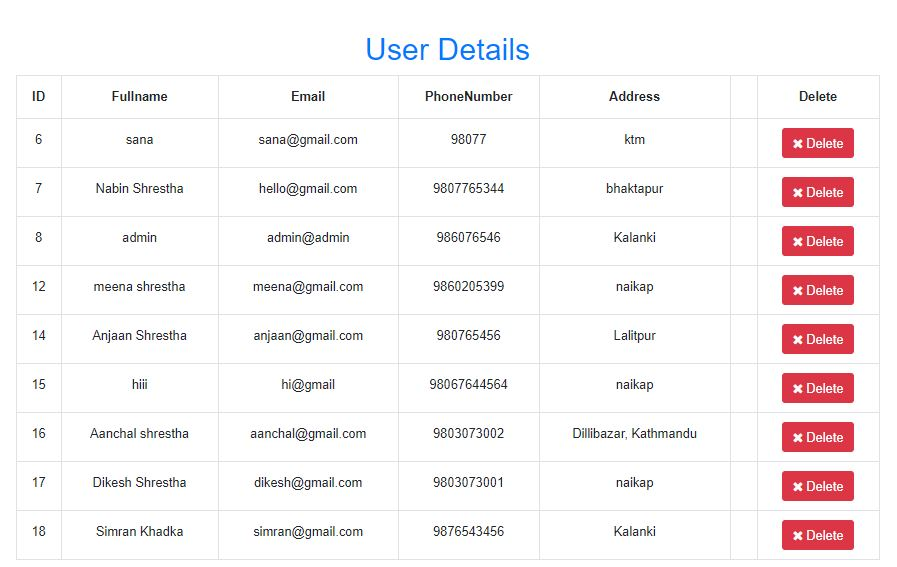 User Details
ID Fullname Email PhoneNumber Address Delete
6 sana sana@gmail.com 98077 ktm ✖ Delete
7 Nabin Shrestha hello@gmail.com 9807765344 bhaktapur ✖ Delete
8 admin admin@admin 986076546 Kalanki ✖ Delete
12 meena shrestha meena@gmail.com 9860205399 naikap ✖ Delete
14 Anjaan Shrestha anjaan@gmail.com 980765456 Lalitpur ✖ Delete
15 hiii hi@gmail 98067644564 naikap ✖ Delete
16 Aanchal shrestha aanchal@gmail.com 9803073002 Dillibazar, Kathmandu ✖ Delete
17 Dikesh Shrestha dikesh@gmail.com 9803073001 naikap ✖ Delete
18 Simran Khadka simran@gmail.com 9876543456 Kalanki ✖ Delete